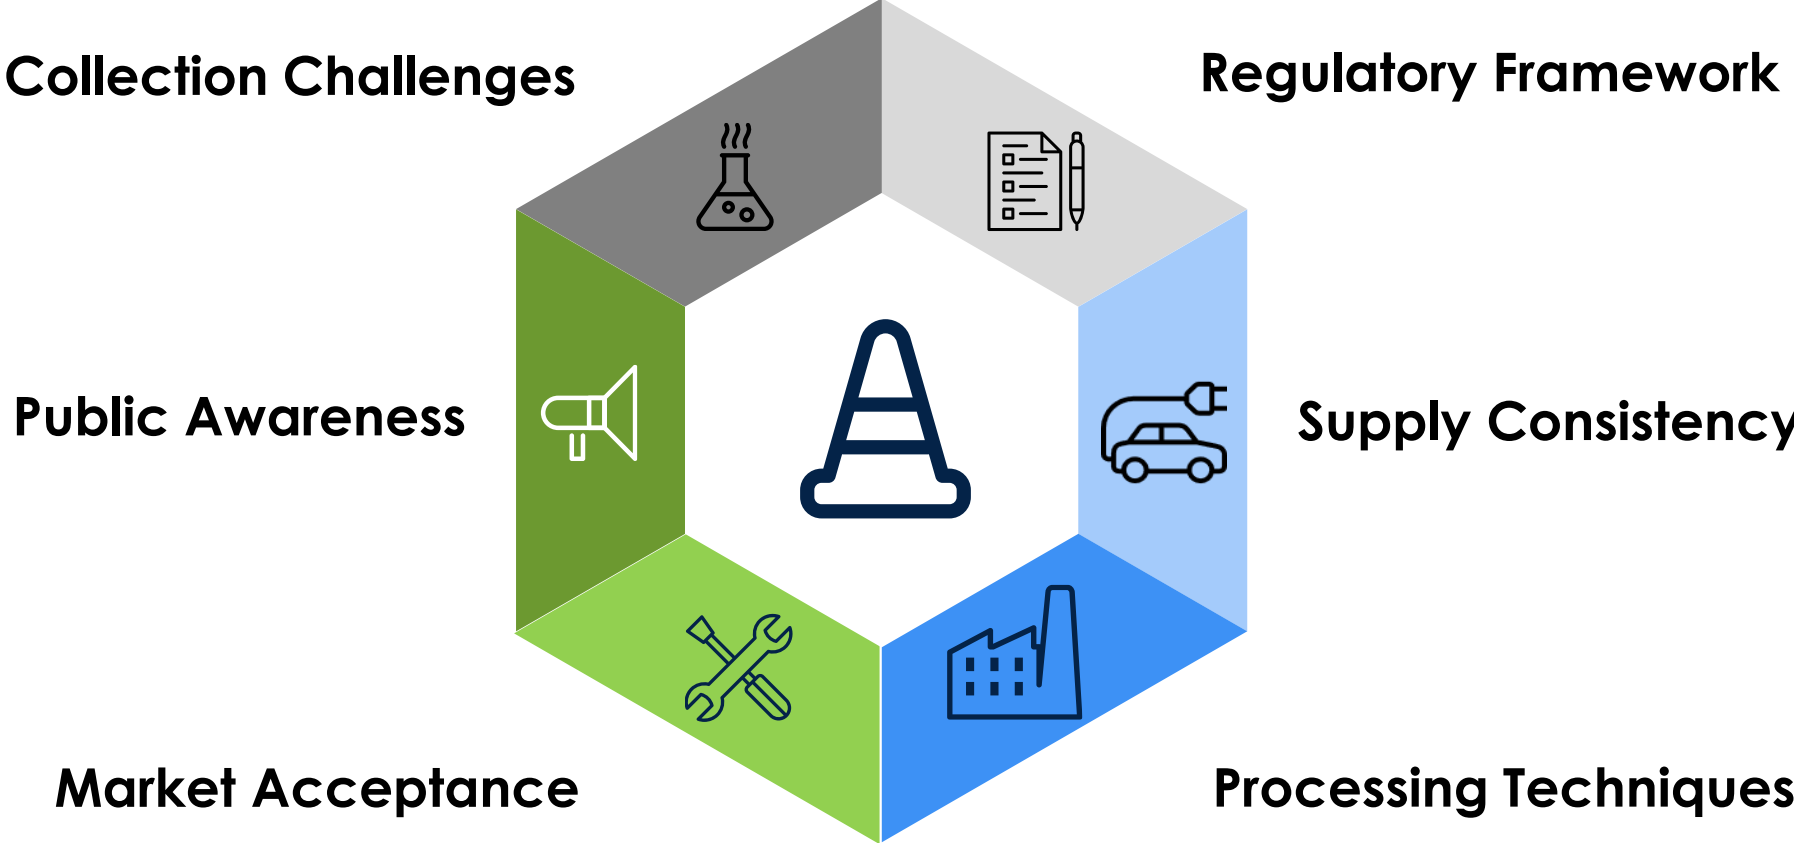 Collection Challenges
Regulatory Framework
Public Awareness
Supply Consistency
Market Acceptance
Processing Techniques